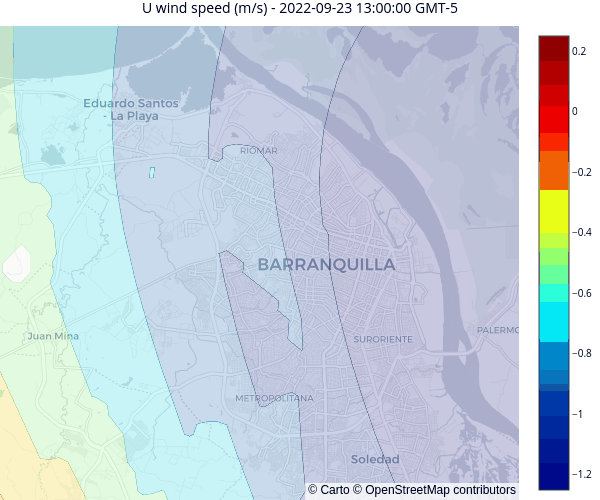 U wind speed (m/s) - 2022-09-23 13:00:00 GMT-5
Eduardo Santos
- La Playa
RIOMAR
BARRANQUILLA
Juan Mina
SURORIENTE
PALERMO
METROPOLITANA
Soledad
© Carto © OpenStreetMap contributors
0.2
0
−0.2
−0.4
−0.6
−0.8
−1
−1.2